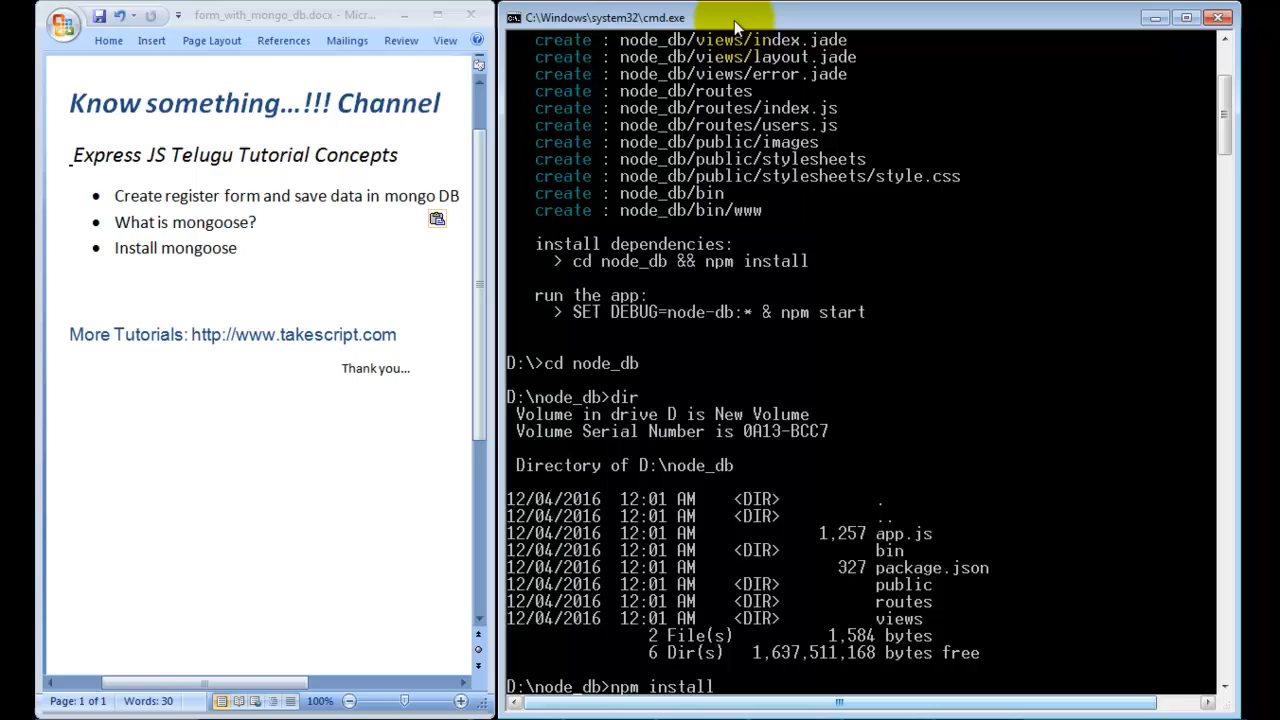 form_with_mongo_db.docx - Micr...
Home Insert Page Layout References Mailings Review View
Know something...!!! Channel
Express JS Telugu Tutorial Concepts
• Create register form and save data in mongo DB
• What is mongoose?
• Install mongoose
More Tutorials: http://www.takescript.com
Thank you...
Page: 1 of 1 Words: 30 100%
C:\Windows\system32\cmd.exe
create : node_db/views/index.jade
create : node_db/views/layout.jade
create : node_db/views/error.jade
create : node_db/routes
create : node_db/routes/index.js
create : node_db/routes/users.js
create : node_db/public/images
create : node_db/public/stylesheets
create : node_db/public/stylesheets/style.css
create : node_db/bin
create : node_db/bin/www
install dependencies:
> cd node_db && npm install
run the app:
> SET DEBUG=node-db:* & npm start
D:\>cd node_db
D:\node_db>dir
Volume in drive D is New Volume
Volume Serial Number is 0A13-BCC7
Directory of D:\node_db
12/04/2016 12:01 AM <DIR> .
12/04/2016 12:01 AM <DIR> ..
12/04/2016 12:01 AM 1,257 app.js
12/04/2016 12:01 AM <DIR> bin
12/04/2016 12:01 AM 327 package.json
12/04/2016 12:01 AM <DIR> public
12/04/2016 12:01 AM <DIR> routes
12/04/2016 12:01 AM <DIR> views
2 File(s) 1,584 bytes
6 Dir(s) 1,637,511,168 bytes free
D:\node_db>npm install